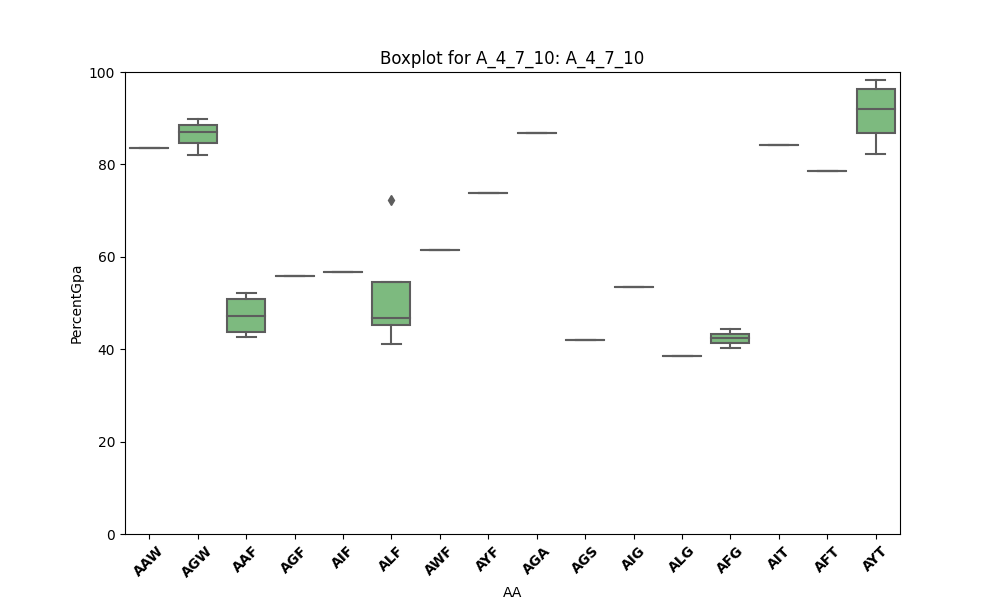 Boxplot for A_4_7_10: A_4_7_10
100
80
60
40
20
0
PercentGpa
AAW AGW AAF AGF AIF ALF AWF AYF AGA AGS AIG ALG AFG AIT AFT AYT
AA